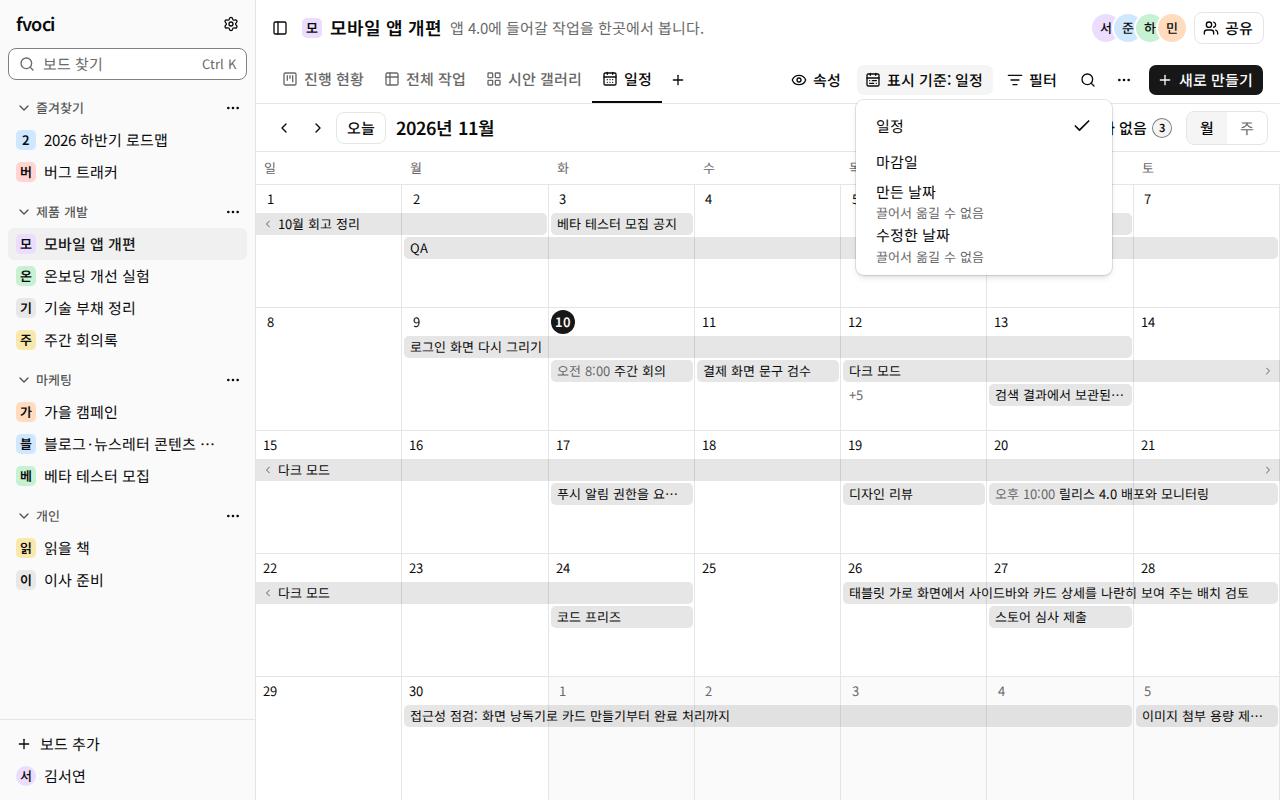 fvoci
보드 찾기 Ctrl K
즐겨찾기
2 2026 하반기 로드맵
버 버그 트래커
제품 개발
모 모바일 앱 개편
온 온보딩 개선 실험
기 기술 부채 정리
주 주간 회의록
마케팅
가 가을 캠페인
블 블로그·뉴스레터 콘텐츠 …
베 베타 테스터 모집
개인
읽 읽을 책
이 이사 준비
보드 추가
서 김서연
모 모바일 앱 개편 앱 4.0에 들어갈 작업을 한곳에서 봅니다.
서 준 하 민 공유
진행 현황 전체 작업 시안 갤러리 일정
속성 표시 기준: 일정 필터 새로 만들기
오늘 2026년 11월
없음 3 월 주
일정
마감일
만든 날짜
끌어서 옮길 수 없음
수정한 날짜
끌어서 옮길 수 없음
일 월 화 수 토
1 2 3 4 7
10월 회고 정리 베타 테스터 모집 공지
QA
8 9 10 11 12 13 14
로그인 화면 다시 그리기
오전 8:00 주간 회의 결제 화면 문구 검수 다크 모드
+5 검색 결과에서 보관된…
15 16 17 18 19 20 21
다크 모드
푸시 알림 권한을 요… 디자인 리뷰 오후 10:00 릴리스 4.0 배포와 모니터링
22 23 24 25 26 27 28
다크 모드 태블릿 가로 화면에서 사이드바와 카드 상세를 나란히 보여 주는 배치 검토
코드 프리즈 스토어 심사 제출
29 30 1 2 3 4 5
접근성 점검: 화면 낭독기로 카드 만들기부터 완료 처리까지 이미지 첨부 용량 제…